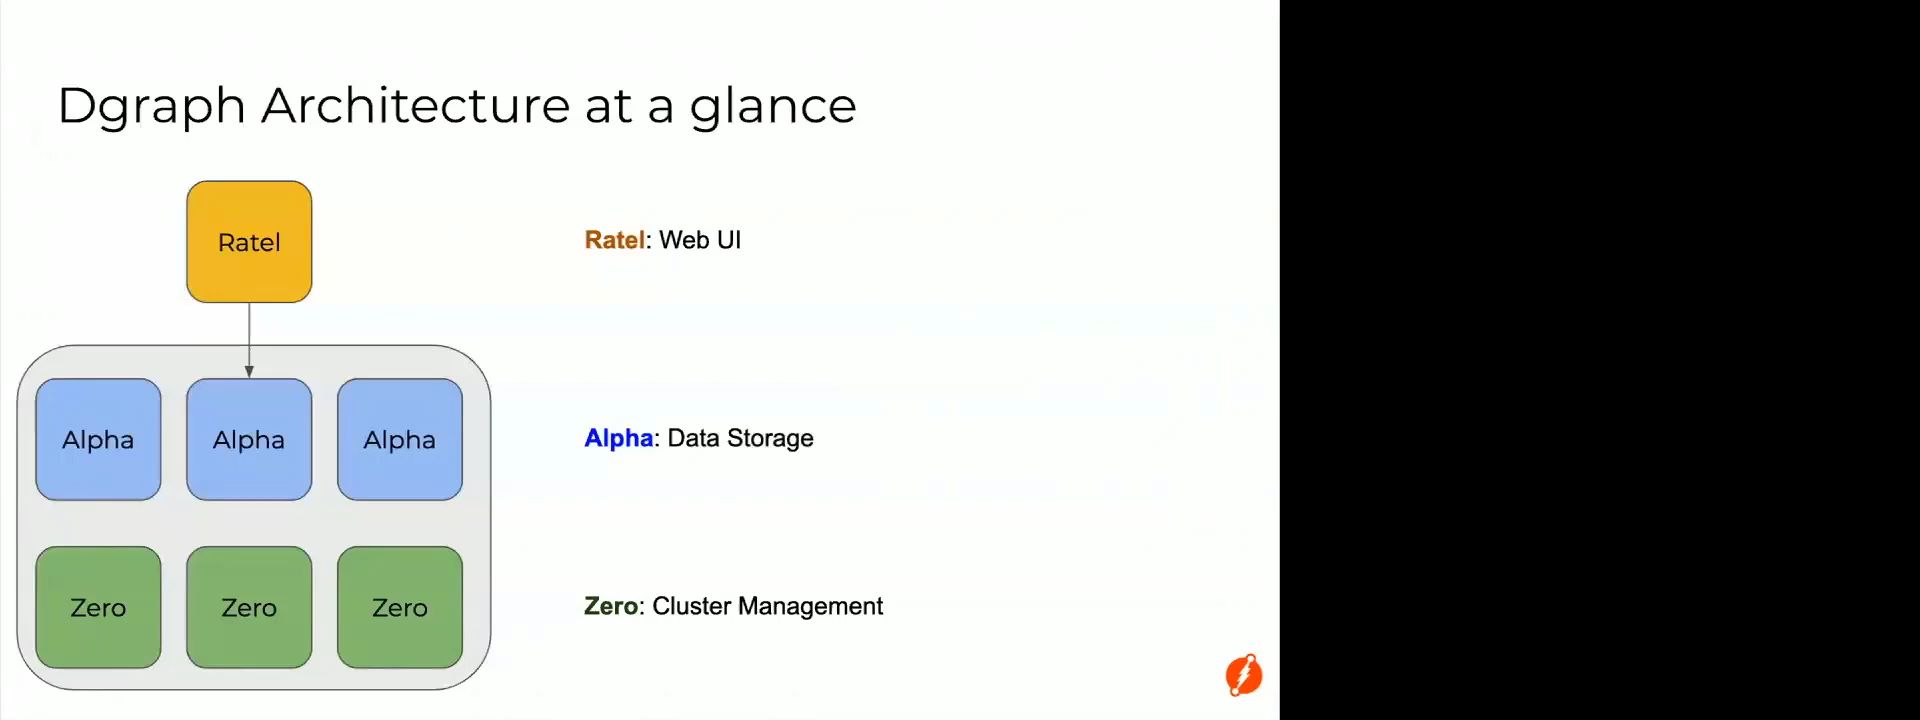 Dgraph Architecture at a glance
Ratel
Ratel: Web UI
Alpha Alpha Alpha
Alpha: Data Storage
Zero Zero Zero
Zero: Cluster Management